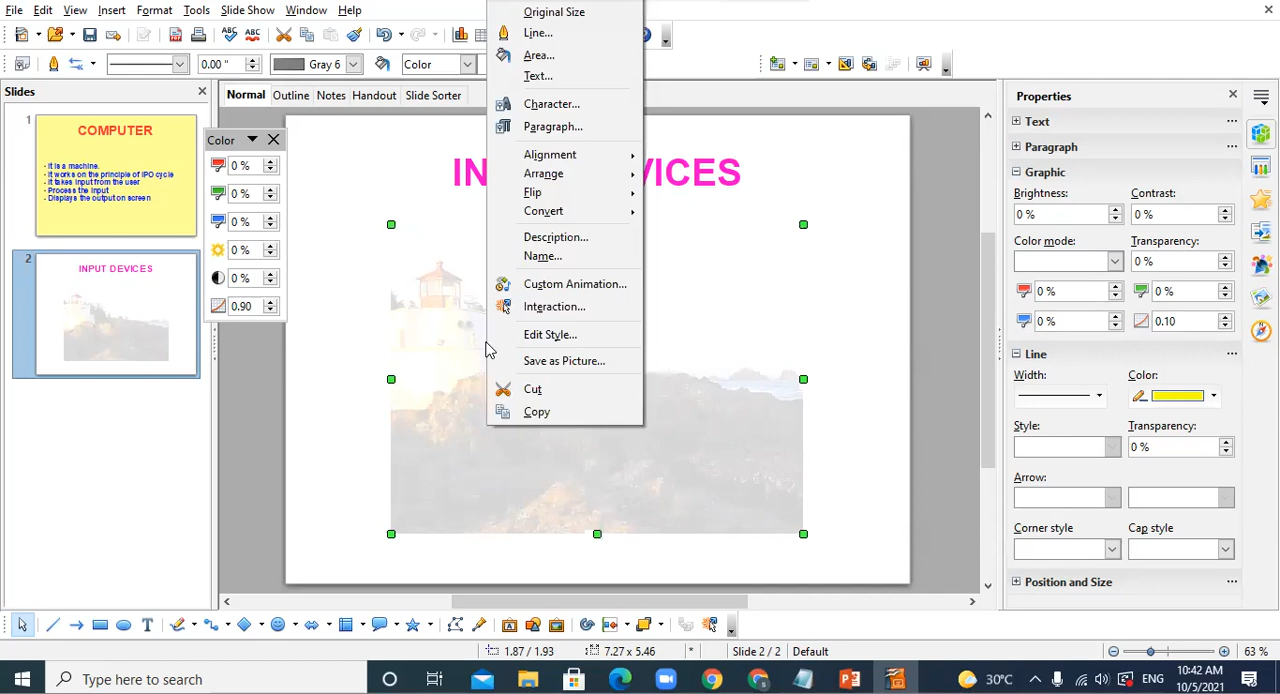 File Edit View Insert Format Tools Slide Show Window Help
0.00 " Gray 6 Color
Slides
Normal Outline Notes Handout Slide Sorter
1
COMPUTER
• It is a machine.
• It works on the principle of IPO cycle
• It takes input from the user
• Process the Input
• Displays the output on screen
2
INPUT DEVICES
Color
0 %
0 %
0 %
0 %
0 %
0.90
IN VICES
Original Size
Line...
Area...
Text...
Character...
Paragraph...
Alignment
Arrange
Flip
Convert
Description...
Name...
Custom Animation...
Interaction...
Edit Style...
Save as Picture...
Cut
Copy
Properties
Text
Paragraph
Graphic
Brightness: Contrast:
0 % 0 %
Color mode: Transparency:
0 %
0 % 0 %
0 % 0.10
Line
Width: Color:
Style: Transparency:
0 %
Arrow:
Corner style Cap style
Position and Size
1.87 / 1.93 7.27 x 5.46 * Slide 2 / 2 Default 63 %
Type here to search
30°C ENG 10:42 AM
10/5/2021